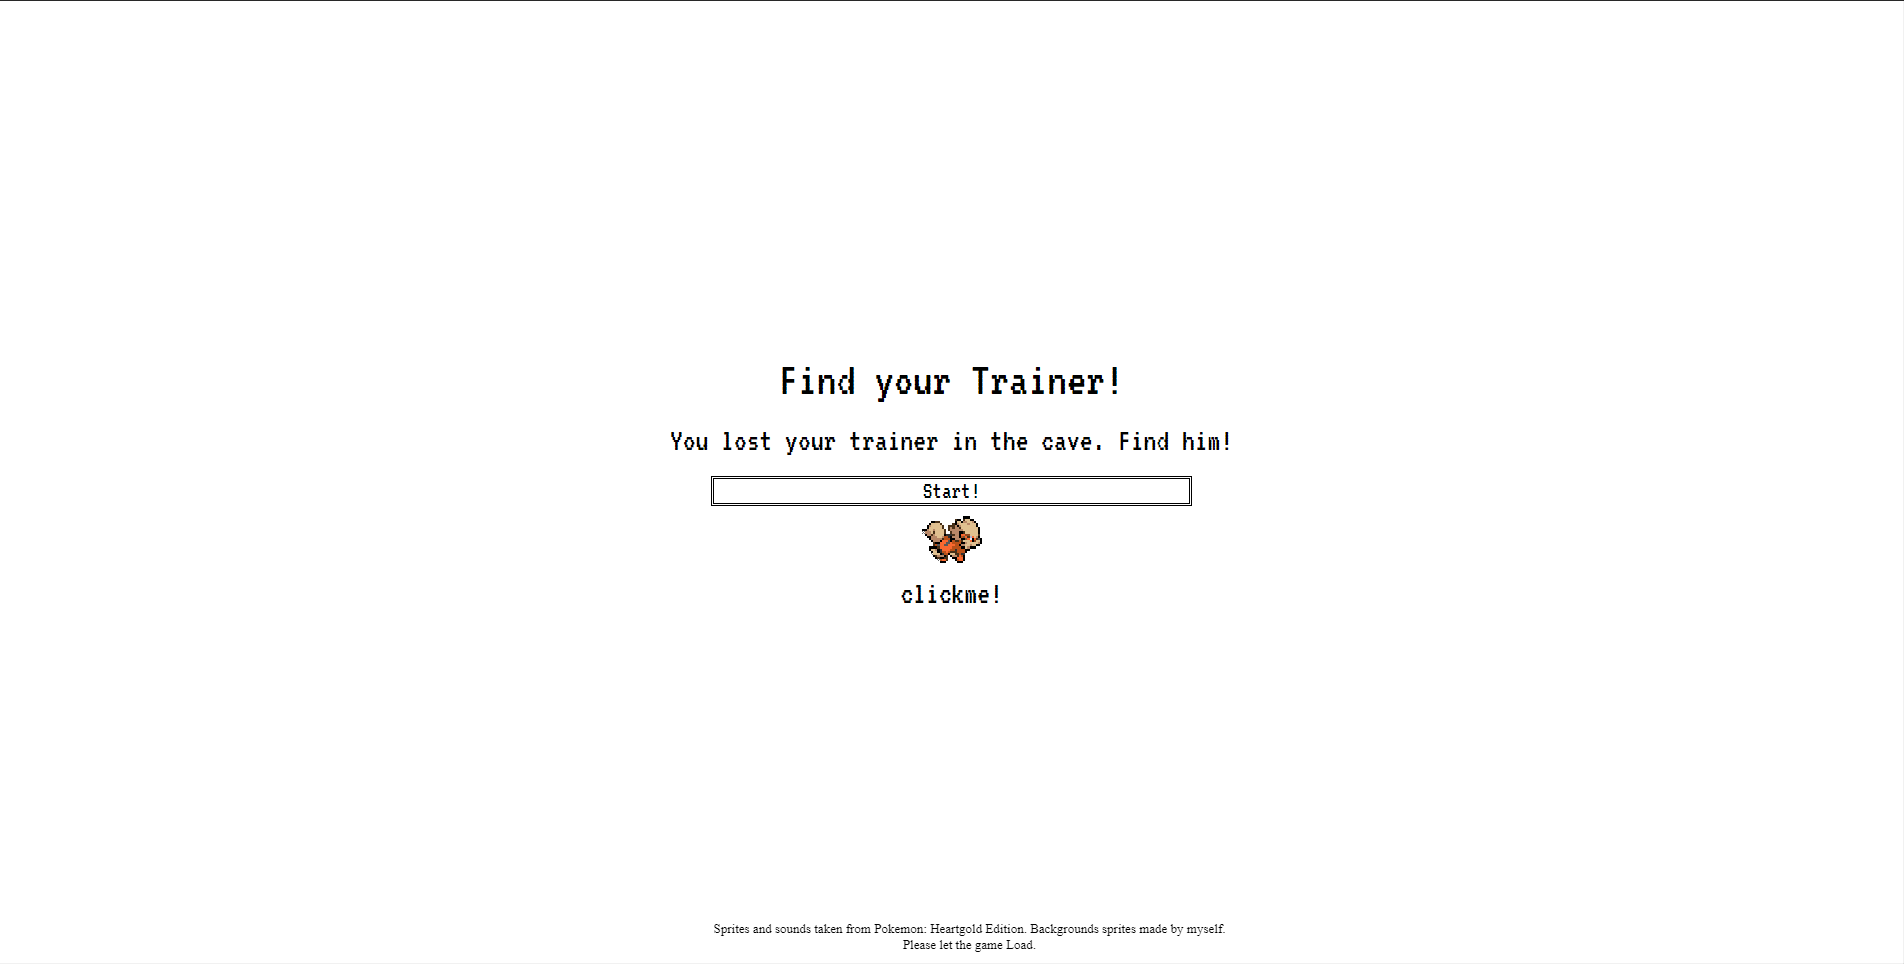 Find your Trainer!
You lost your trainer in the cave. Find him!
Start!
clickme!
Sprites and sounds taken from Pokemon: Heartgold Edition. Backgrounds sprites made by myself.
Please let the game Load.